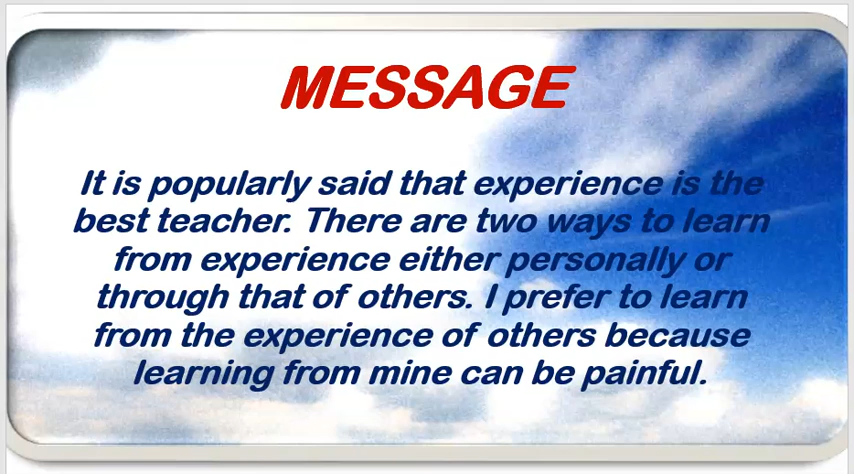 MESSAGE
It is popularly said that experience is the
best teacher. There are two ways to learn
from experience either personally or
through that of others. I prefer to learn
from the experience of others because
learning from mine can be painful.